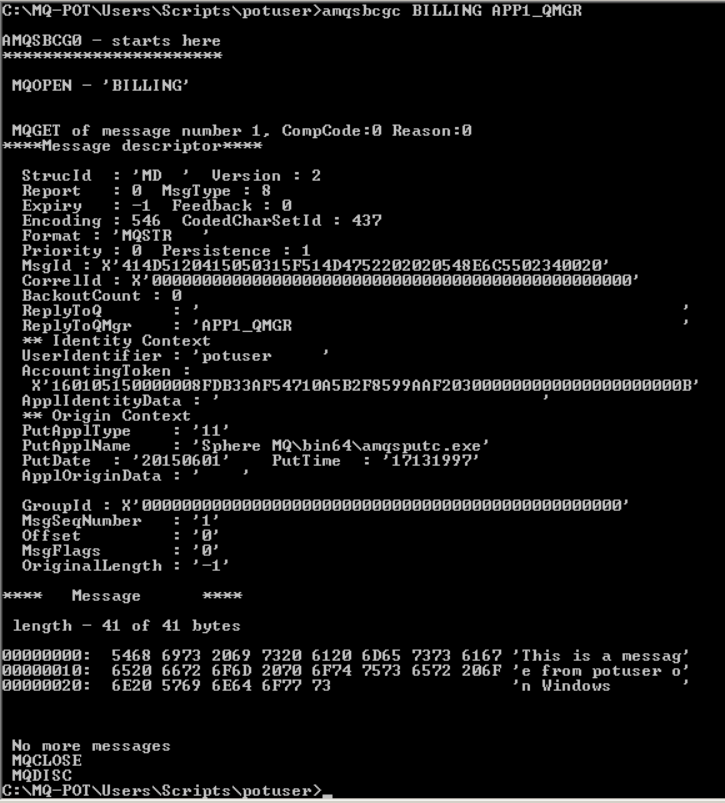 C:\MQ-POT\Users\Scripts\potuser>amqsbcgc BILLING APP1_QMGR
AMQSBCG0 - starts here
**********************
MQOPEN - 'BILLING'
MQGET of message number 1, CompCode:0 Reason:0
****Message descriptor****
StrucId  : 'MD  '  Version : 2
Report   : 0  MsgType : 8
Expiry   : -1  Feedback : 0
Encoding : 546  CodedCharSetId : 437
Format : 'MQSTR   '
Priority : 0  Persistence : 1
MsgId : X'414D5120415050315F514D4752202020548E6C5502340020'
CorrelId : X'000000000000000000000000000000000000000000000000'
BackoutCount : 0
ReplyToQ       : '                                                '
ReplyToQMgr    : 'APP1_QMGR                                       '
** Identity Context
UserIdentifier : 'potuser     '
AccountingToken :
X'160105150000008FDB33AF54710A5B2F8599AAF20300000000000000000000000B'
ApplIdentityData : '                                '
** Origin Context
PutApplType    : '11'
PutApplName    : 'Sphere MQ\bin64\amqsputc.exe'
PutDate  : '20150601'    PutTime  : '17131997'
ApplOriginData : '    '
GroupId : X'000000000000000000000000000000000000000000000000'
MsgSeqNumber   : '1'
Offset         : '0'
MsgFlags       : '0'
OriginalLength : '-1'
****   Message      ****
length - 41 of 41 bytes
00000000:  5468 6973 2069 7320 6120 6D65 7373 6167 'This is a messag'
00000010:  6520 6672 6F6D 2070 6F74 7573 6572 206F 'e from potuser o'
00000020:  6E20 5769 6E64 6F77 73                  'n Windows       '
No more messages
MQCLOSE
MQDISC
C:\MQ-POT\Users\Scripts\potuser>_